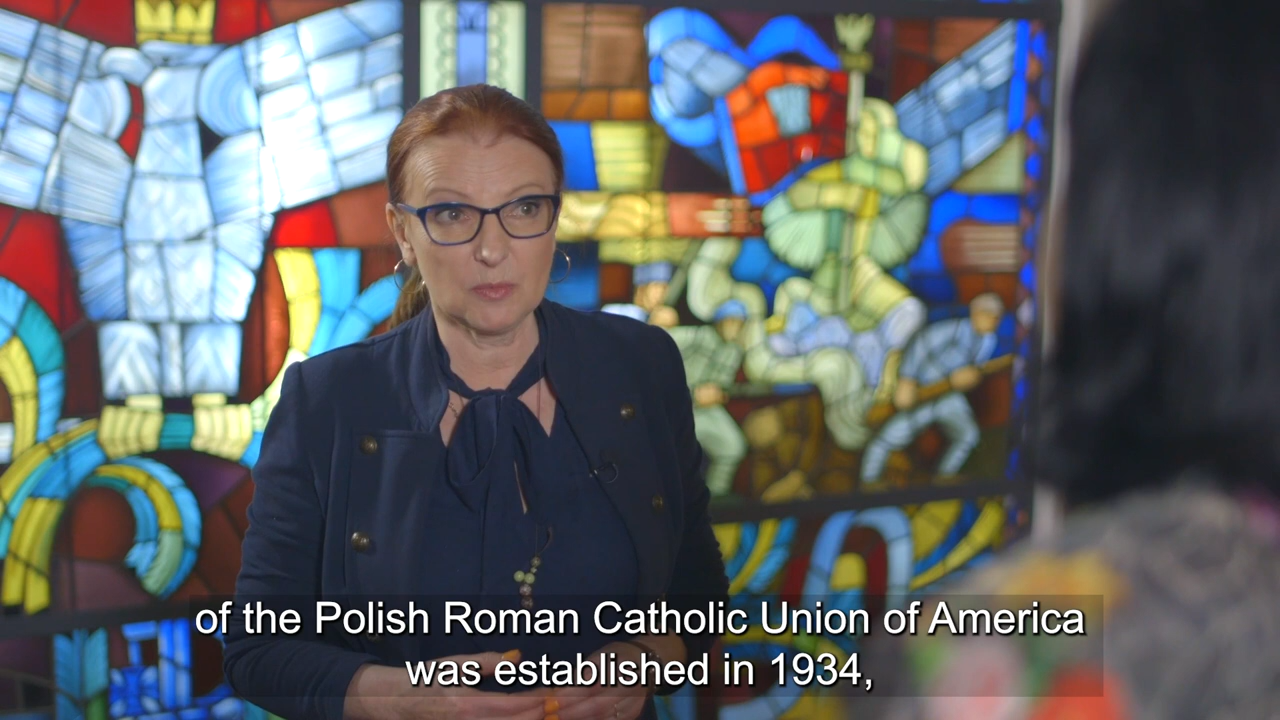 of the Polish Roman Catholic Union of America
was established in 1934,